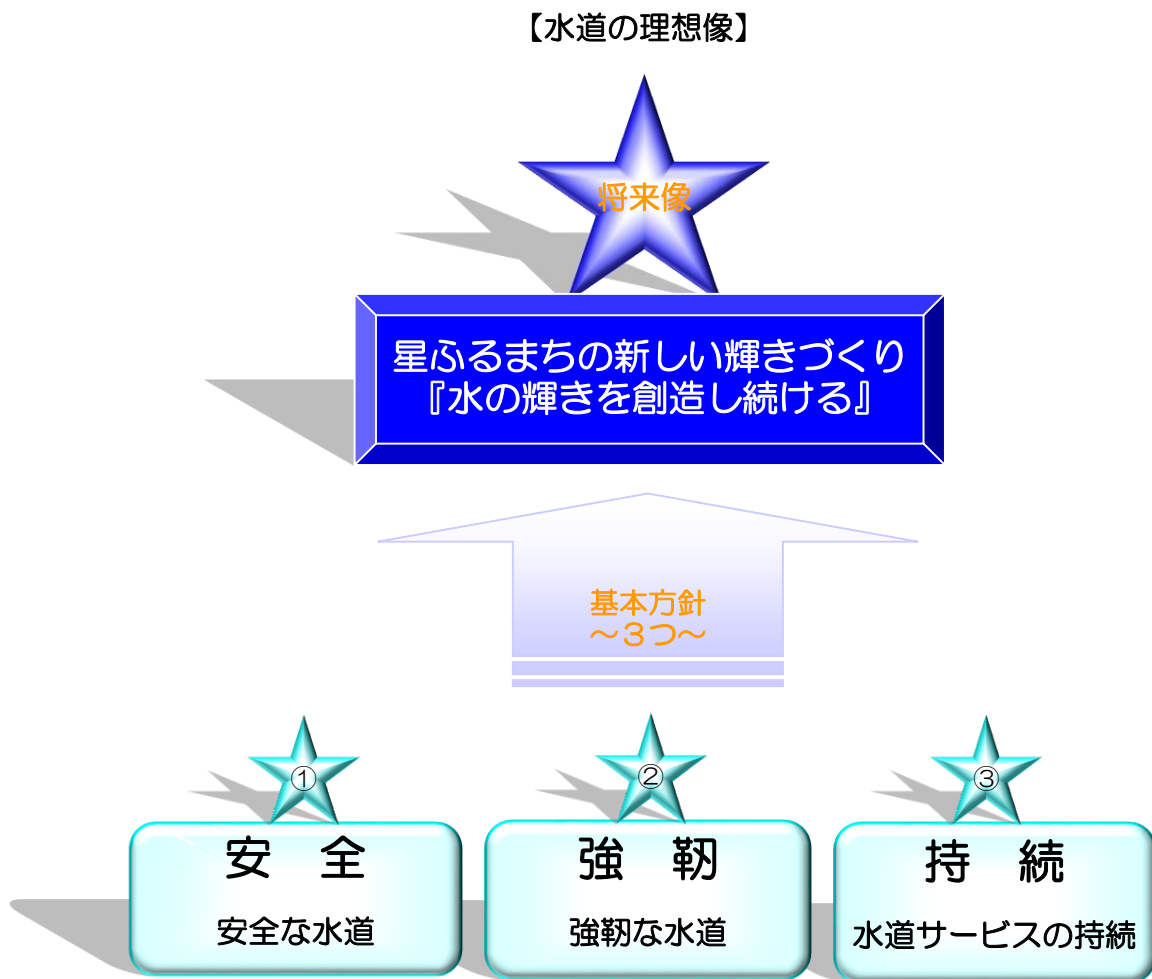 【水道の理想像】
将来像
星ふるまちの新しい輝きづくり
『水の輝きを創造し続ける』
基本方針
～３つ～
①
安　全
安全な水道
②
強　靭
強靭な水道
③
持　続
水道サービスの持続